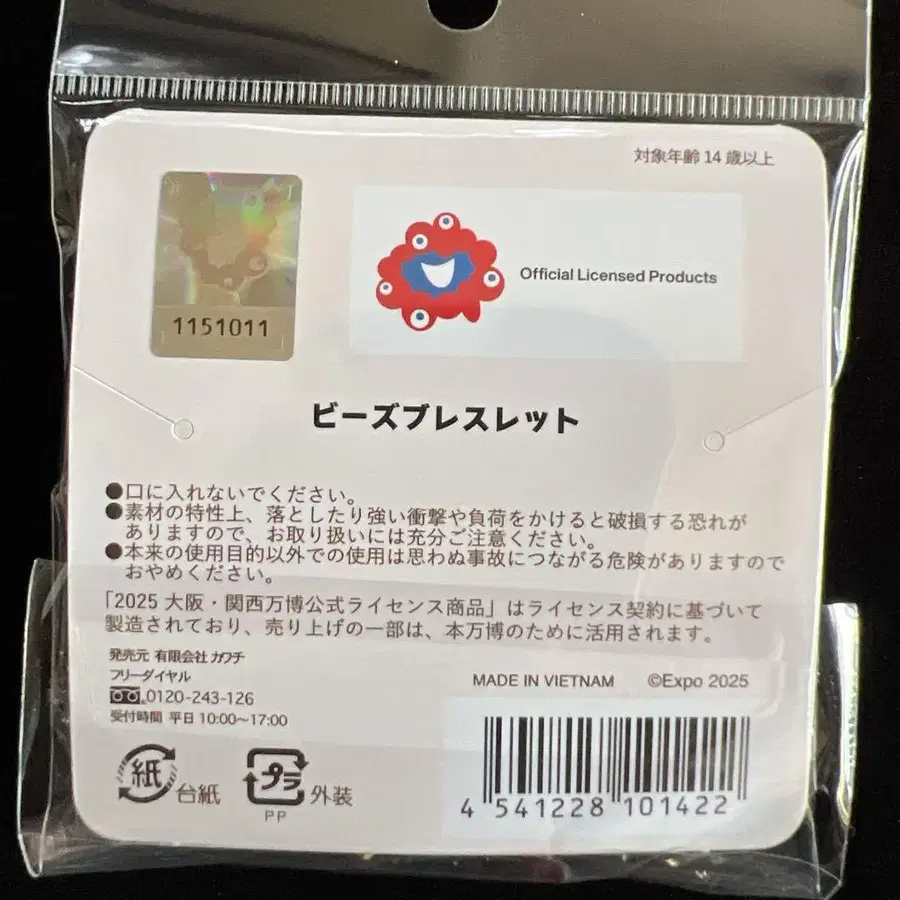 対象年齢 14 歳以上
1151011
Official Licensed Products
ビーズブレスレット
●口に入れないでください。
●素材の特性上、落としたり強い衝撃や負荷をかけると破損する恐れが
ありますので、お取り扱いには充分ご注意ください。
●本来の使用目的以外での使用は思わぬ事故につながる危険がありますので
おやめください。
「2025 大阪・関西万博公式ライセンス商品」はライセンス契約に基づいて
製造されており、売り上げの一部は、本万博のために活用されます。
発売元 有限会社 カワチ
フリーダイヤル
0120-243-126
受付時間 平日 10:00〜17:00
MADE IN VIETNAM ©Expo 2025
紙 台紙
プラ 外装
PP
4 541228 101422